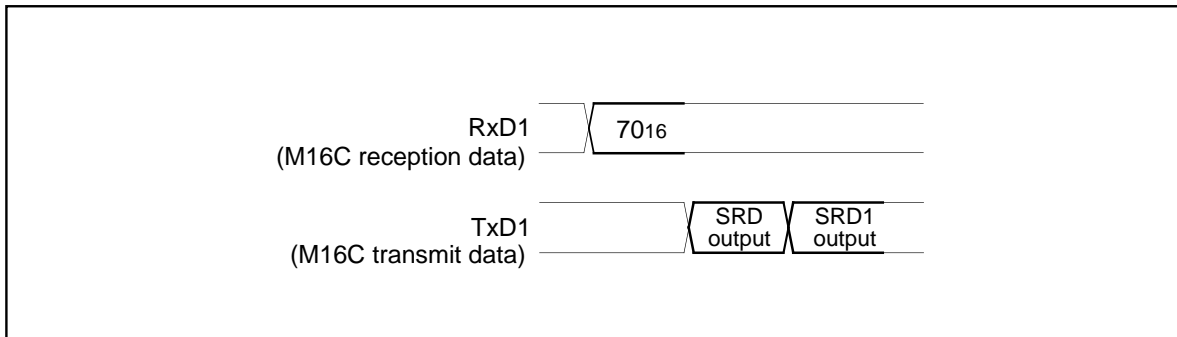 RxD1
(M16C reception data)
7016
TxD1
(M16C transmit data)
SRD
output
SRD1
output